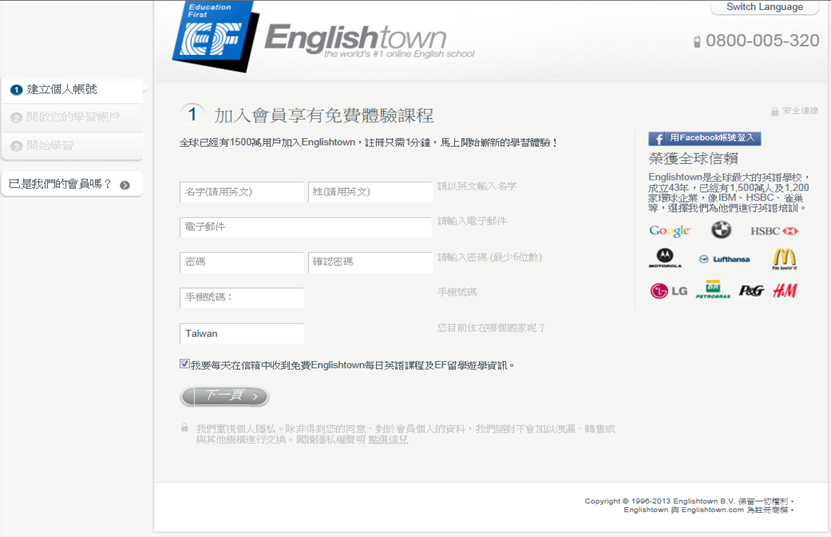 Switch Language
Education
First
EF
Englishtown
the world's #1 online English school
0800-005-320
1 建立個人帳號
2 開啟您的學習帳戶
3 開始學習
已是我們的會員嗎？
1 加入會員享有免費體驗課程
安全連線
全球已經有1500萬用戶加入Englishtown，註冊只需1分鐘，馬上開始嶄新的學習體驗！
名字(請用英文) 姓(請用英文) 請以英文輸入名字
電子郵件 請輸入電子郵件
密碼 確認密碼 請輸入密碼 (最少6位數)
手機號碼： 手機號碼
Taiwan 您目前住在哪個國家呢？
我要每天在信箱中收到免費Englishtown每日英語課程及EF留學遊學資訊。
下一頁
我們重視個人隱私。除非得到您的同意、對於會員個人的資料，我們絕對不會加以洩漏、轉售或
與其他機構進行交換。閱讀隱私權聲明 點選這兒
f 用Facebook帳號登入
榮獲全球信賴
Englishtown是全球最大的英語學校，
成立43年，已經有1,500萬人及1,200
家環球企業，像IBM、HSBC、雀巢
等，選擇我們為他們進行英語培訓。
Google BMW HSBC
MOTOROLA Lufthansa
LG BR PETROBRAS P&G H&M
Copyright © 1996-2013 Englishtown B.V. 保留一切權利。
Englishtown 與 Englishtown.com 為註冊商標。